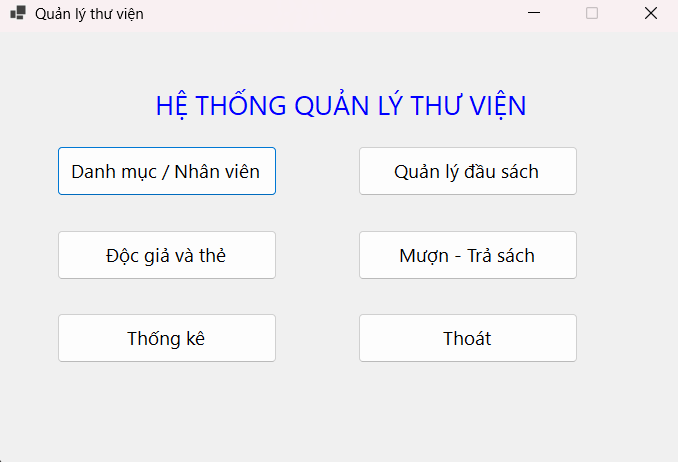 Quản lý thư viện
HỆ THỐNG QUẢN LÝ THƯ VIỆN
Danh mục / Nhân viên
Quản lý đầu sách
Độc giả và thẻ
Mượn - Trả sách
Thống kê
Thoát